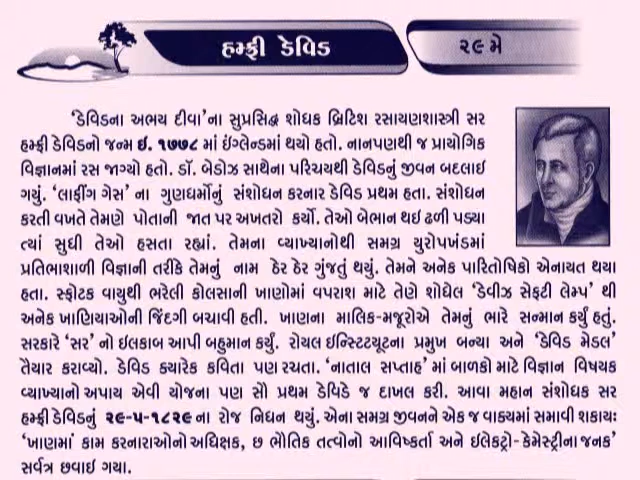 હમ્ફ્રી ડેવિડ
૨૯ મે
'ડેવિડના અભય દીવા'ના સુપ્રસિદ્ધ શોધક બ્રિટિશ રસાયણશાસ્ત્રી સર
હમ્ફ્રી ડેવિડનો જન્મ ઇ. ૧૭૭૮ માં ઇંગ્લેન્ડમાં થયો હતો. નાનપણથી જ પ્રાયોગિક
વિજ્ઞાનમાં રસ જાગ્યો હતો. ડૉ. બેડોઝ સાથેના પરિચયથી ડેવિડનું જીવન બદલાઇ
ગયું. 'લાફીંગ ગેસ' ના ગુણધર્મોનું સંશોધન કરનાર ડેવિડ પ્રથમ હતા. સંશોધન
કરતી વખતે તેમણે પોતાની જાત પર અખતરો કર્યો. તેઓ બેભાન થઇ ઢળી પડ્યા
ત્યાં સુધી તેઓ હસતા રહ્યાં. તેમના વ્યાખ્યાનોથી સમગ્ર યુરોપખંડમાં
પ્રતિભાશાળી વિજ્ઞાની તરીકે તેમનું નામ ઠેર ઠેર ગુંજતું થયું. તેમને અનેક પારિતોષિકો એનાયત થયા
હતા. સ્ફોટક વાયુથી ભરેલી કોલસાની ખાણોમાં વપરાશ માટે તેણે શોધેલ 'ડેવીઝ સેફ્ટી લેમ્પ' થી
અનેક ખાણિયાઓની જિંદગી બચાવી હતી. ખાણના માલિક-મજૂરોએ તેમનું ભારે સન્માન કર્યું હતું.
સરકારે 'સર' નો ઇલકાબ આપી બહુમાન કર્યું. રોયલ ઇન્સ્ટિટયૂટના પ્રમુખ બન્યા અને 'ડેવિડ મેડલ'
તૈયાર કરાવ્યો. ડેવિડ ક્યારેક કવિતા પણ રચતા. 'નાતાલ સપ્તાહ' માં બાળકો માટે વિજ્ઞાન વિષયક
વ્યાખ્યાનો અપાય એવી યોજના પણ સૌ પ્રથમ ડેવિડે જ દાખલ કરી. આવા મહાન સંશોધક સર
હમ્ફ્રી ડેવિડનું ૨૯-૫-૧૮૨૯ ના રોજ નિધન થયું. એના સમગ્ર જીવનને એક જ વાક્યમાં સમાવી શકાયઃ
'ખાણમાં કામ કરનારાઓનો અધિક્ષક, છ ભૌતિક તત્વોનો આવિષ્કર્તા અને ઇલેક્ટ્રો-કેમેસ્ટ્રીના જનક'
સર્વત્ર છવાઇ ગયા.